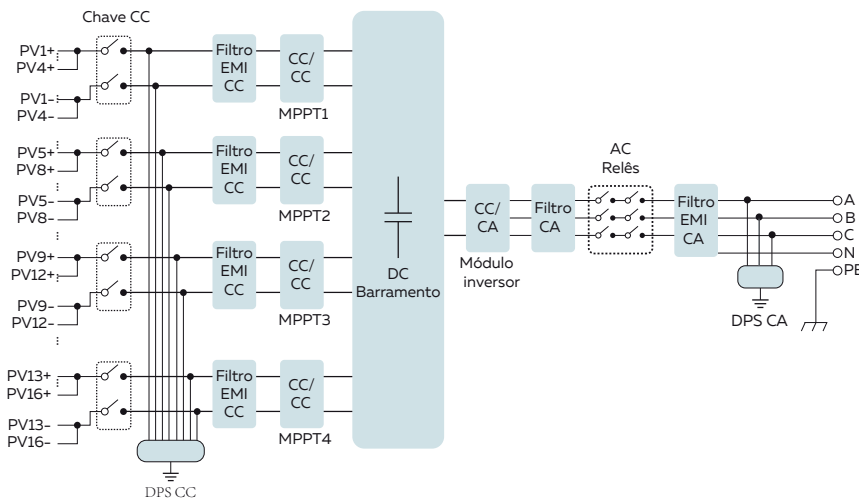 Chave CC
PV1+
PV4+
PV1-
PV4-
Filtro
EMI
CC
CC/
CC
MPPT1
PV5+
PV8+
PV5-
PV8-
Filtro
EMI
CC
CC/
CC
MPPT2
PV9+
PV12+
PV9-
PV12-
Filtro
EMI
CC
CC/
CC
MPPT3
PV13+
PV16+
PV13-
PV16-
Filtro
EMI
CC
CC/
CC
MPPT4
DPS CC
DC
Barramento
CC/
CA
Módulo
inversor
Filtro
CA
AC
Relês
Filtro
EMI
CA
DPS CA
A
B
C
N
PE